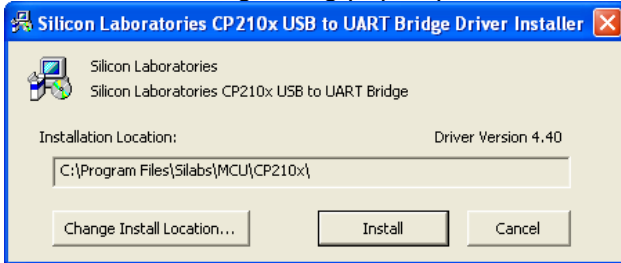 Silicon Laboratories CP210x USB to UART Bridge Driver Installer
Silicon Laboratories
Silicon Laboratories CP210x USB to UART Bridge
Installation Location:
Driver Version 4.40
C:\Program Files\Silabs\MCU\CP210x\
Change Install Location...
Install
Cancel